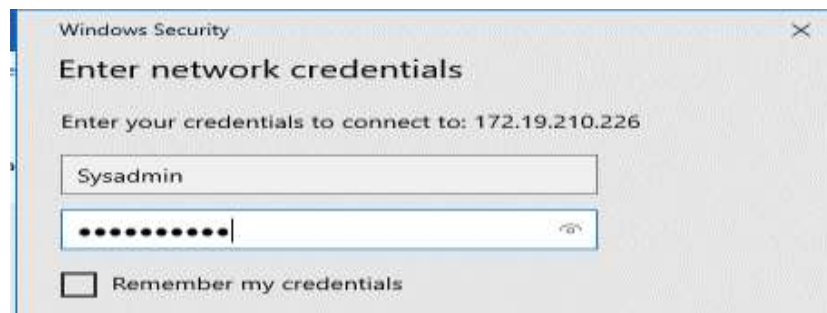 Windows Security
Enter network credentials
Enter your credentials to connect to: 172.19.210.226
Sysadmin
••••••••••
Remember my credentials